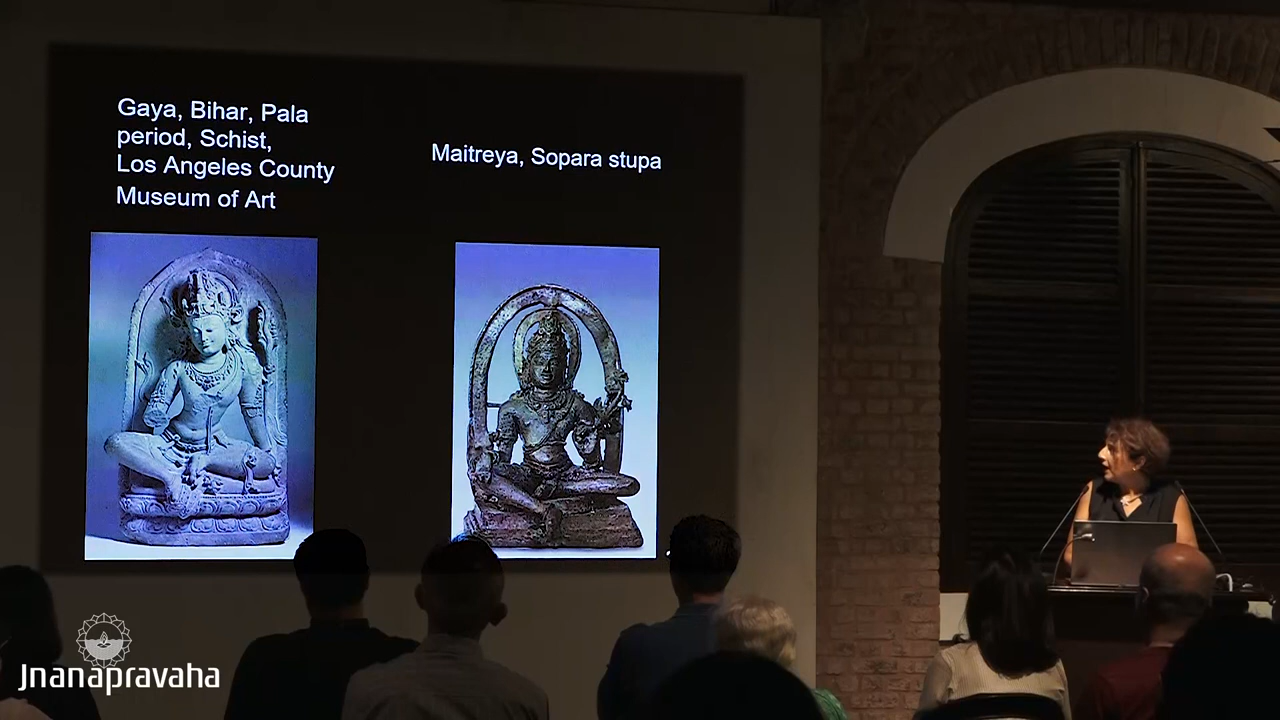 Gaya, Bihar, Pala
period, Schist,
Los Angeles County
Museum of Art
Maitreya, Sopara stupa
Jnanapravaha